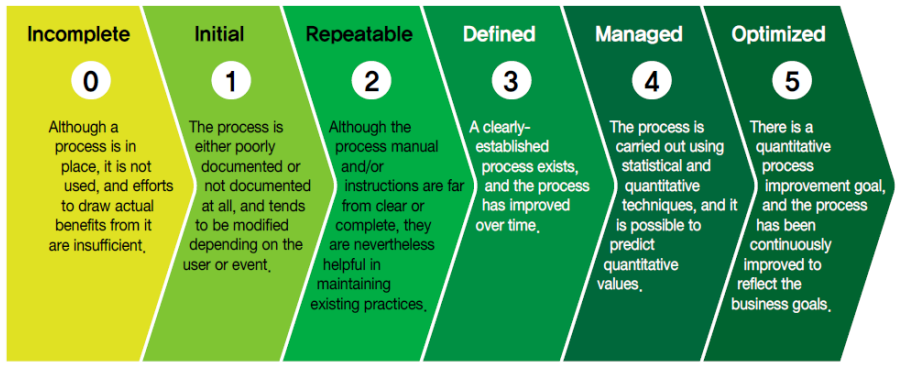 Incomplete
0
Although a
process is in
place, it is not
used, and efforts
to draw actual
benefits from it
are insufficient.
Initial
1
The process is
either poorly
documented or
not documented
at all, and tends
to be modified
depending on the
user or event.
Repeatable
2
Although the
process manual
and/or
instructions are far
from clear or
complete, they
are nevertheless
helpful in
maintaining
existing practices.
Defined
3
A clearly-
established
process exists,
and the process
has improved
over time.
Managed
4
The process is
carried out using
statistical and
quantitative
techniques, and it
is possible to
predict
quantitative
values.
Optimized
5
There is a
quantitative
process
improvement goal,
and the process
has been
continuously
improved to
reflect the
business goals.